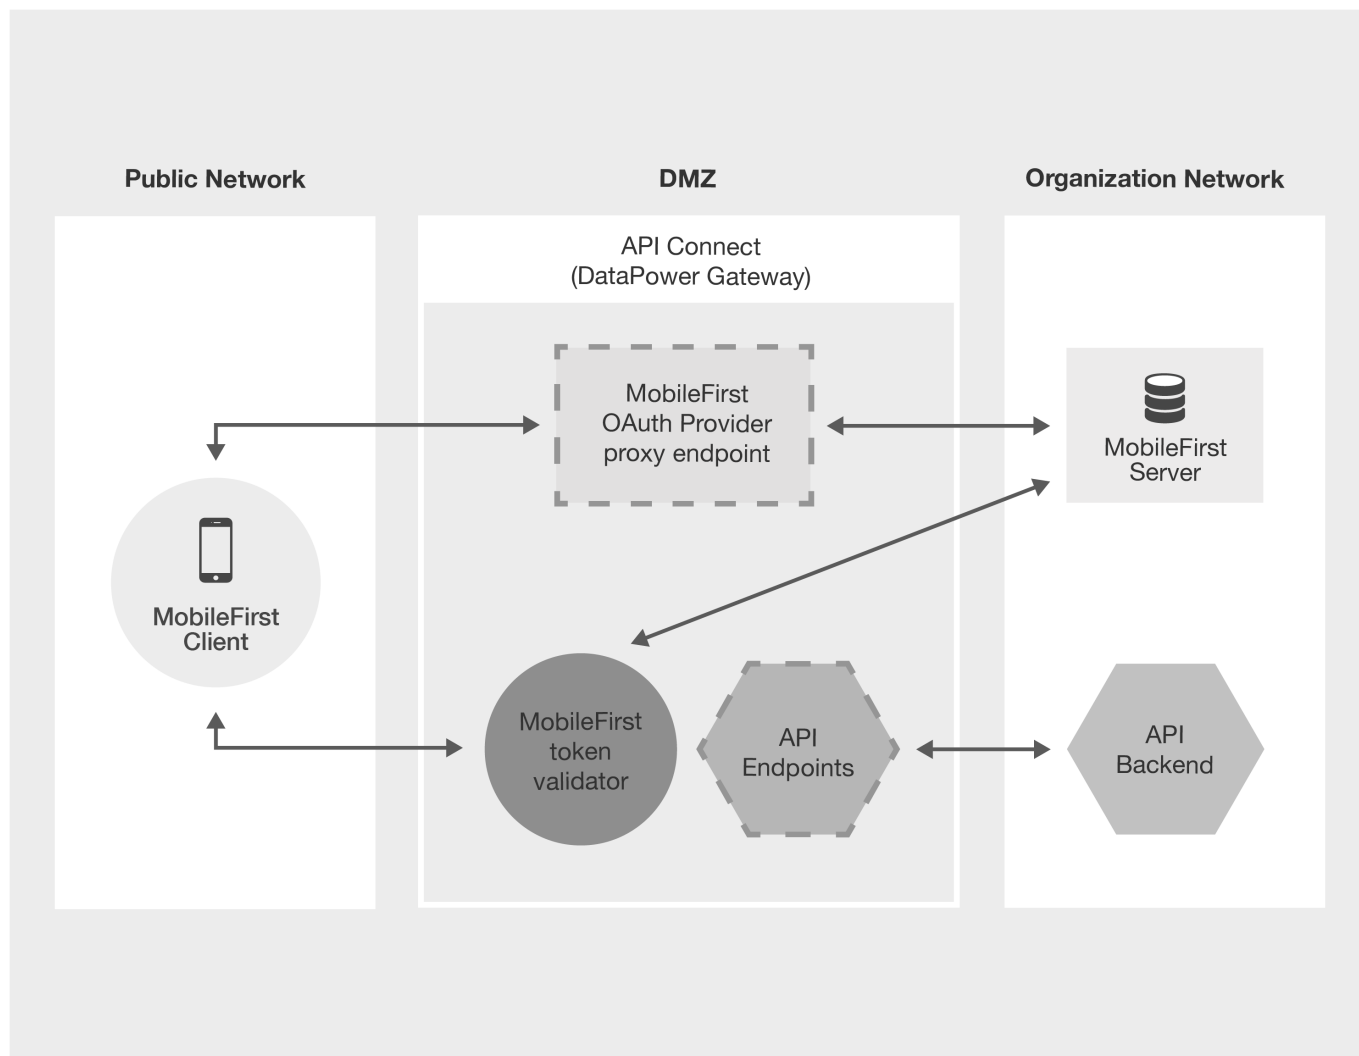 Public Network
DMZ
Organization Network
API Connect
(DataPower Gateway)
MobileFirst
OAuth Provider
proxy endpoint
MobileFirst
Server
MobileFirst
Client
MobileFirst
token
validator
API
Endpoints
API
Backend